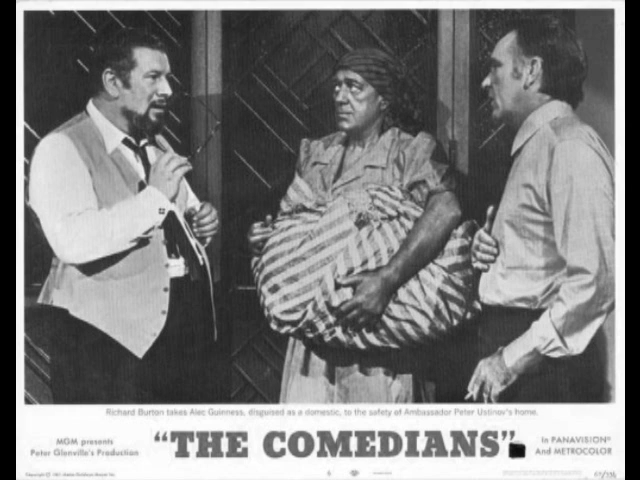 Richard Burton takes Alec Guinness, disguised as a domestic, to the safety of Ambassador Peter Ustinov's home.
MGM presents
Peter Glenville's Production
"THE COMEDIANS"
In PANAVISION®
And METROCOLOR